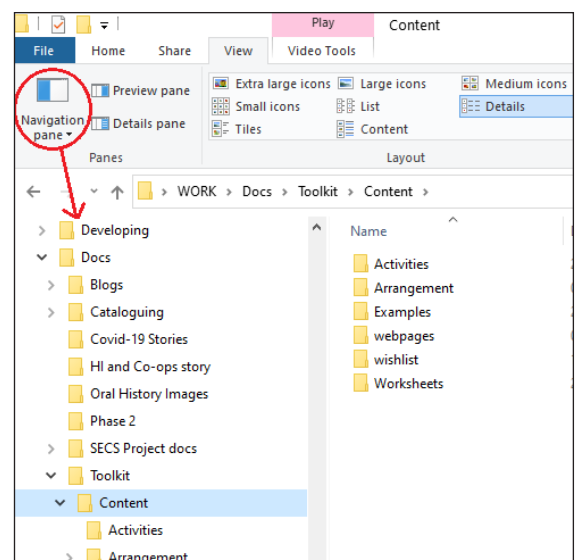 Play Content
File Home Share View Video Tools
Navigation pane
Preview pane
Details pane
Extra large icons Large icons Medium icons
Small icons List Details
Tiles Content
Panes Layout
WORK > Docs > Toolkit > Content >
Developing
Docs
Blogs
Cataloguing
Covid-19 Stories
HI and Co-ops story
Oral History Images
Phase 2
SECS Project docs
Toolkit
Content
Activities
Arrangement
Name
Activities
Arrangement
Examples
webpages
wishlist
Worksheets